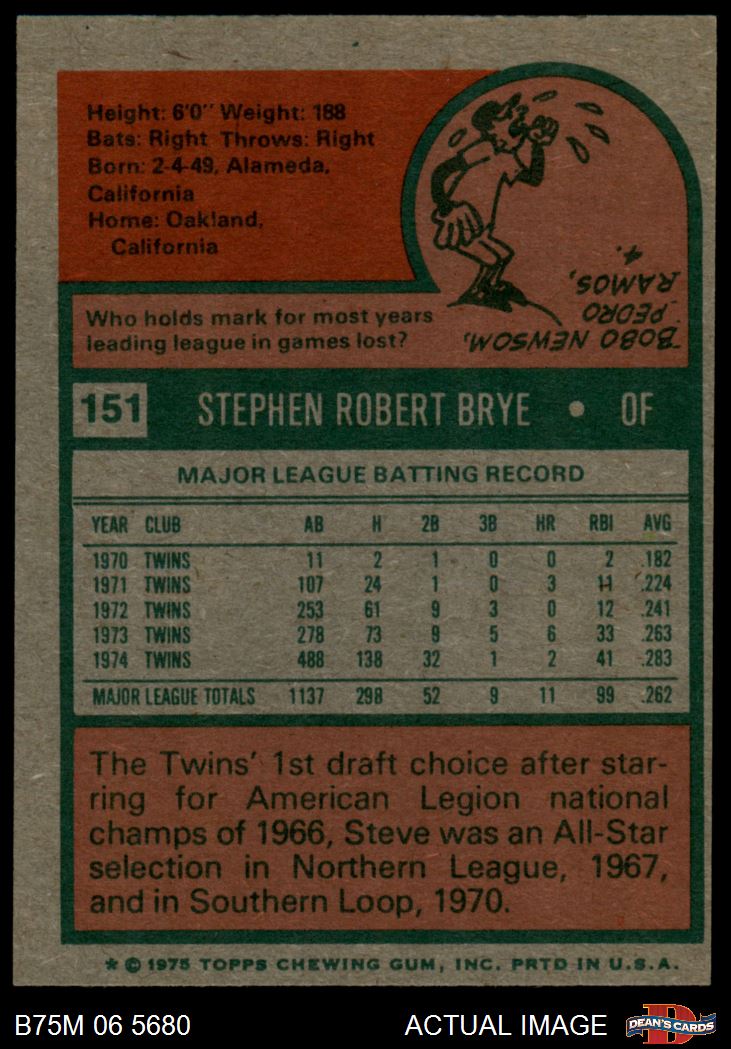 Height: 6'0" Weight: 188
Bats: Right Throws: Right
Born: 2-4-49, Alameda,
California
Home: Oakland,
California
Who holds mark for most years
leading league in games lost?
BOBO NEWSOM,
PEDRO
RAMOS,
4.
151 STEPHEN ROBERT BRYE • OF
MAJOR LEAGUE BATTING RECORD
YEAR CLUB AB H 2B 3B HR RBI AVG
1970 TWINS 11 2 1 0 0 2 .182
1971 TWINS 107 24 1 0 3 11 .224
1972 TWINS 253 61 9 3 0 12 .241
1973 TWINS 278 73 9 5 6 33 .263
1974 TWINS 488 138 32 1 2 41 .283
MAJOR LEAGUE TOTALS 1137 298 52 9 11 99 .262
The Twins' 1st draft choice after star-
ring for American Legion national
champs of 1966, Steve was an All-Star
selection in Northern League, 1967,
and in Southern Loop, 1970.
* © 1975 TOPPS CHEWING GUM, INC. PRTD IN U.S.A.
B75M 06 5680 ACTUAL IMAGE D DEAN'S CARDS